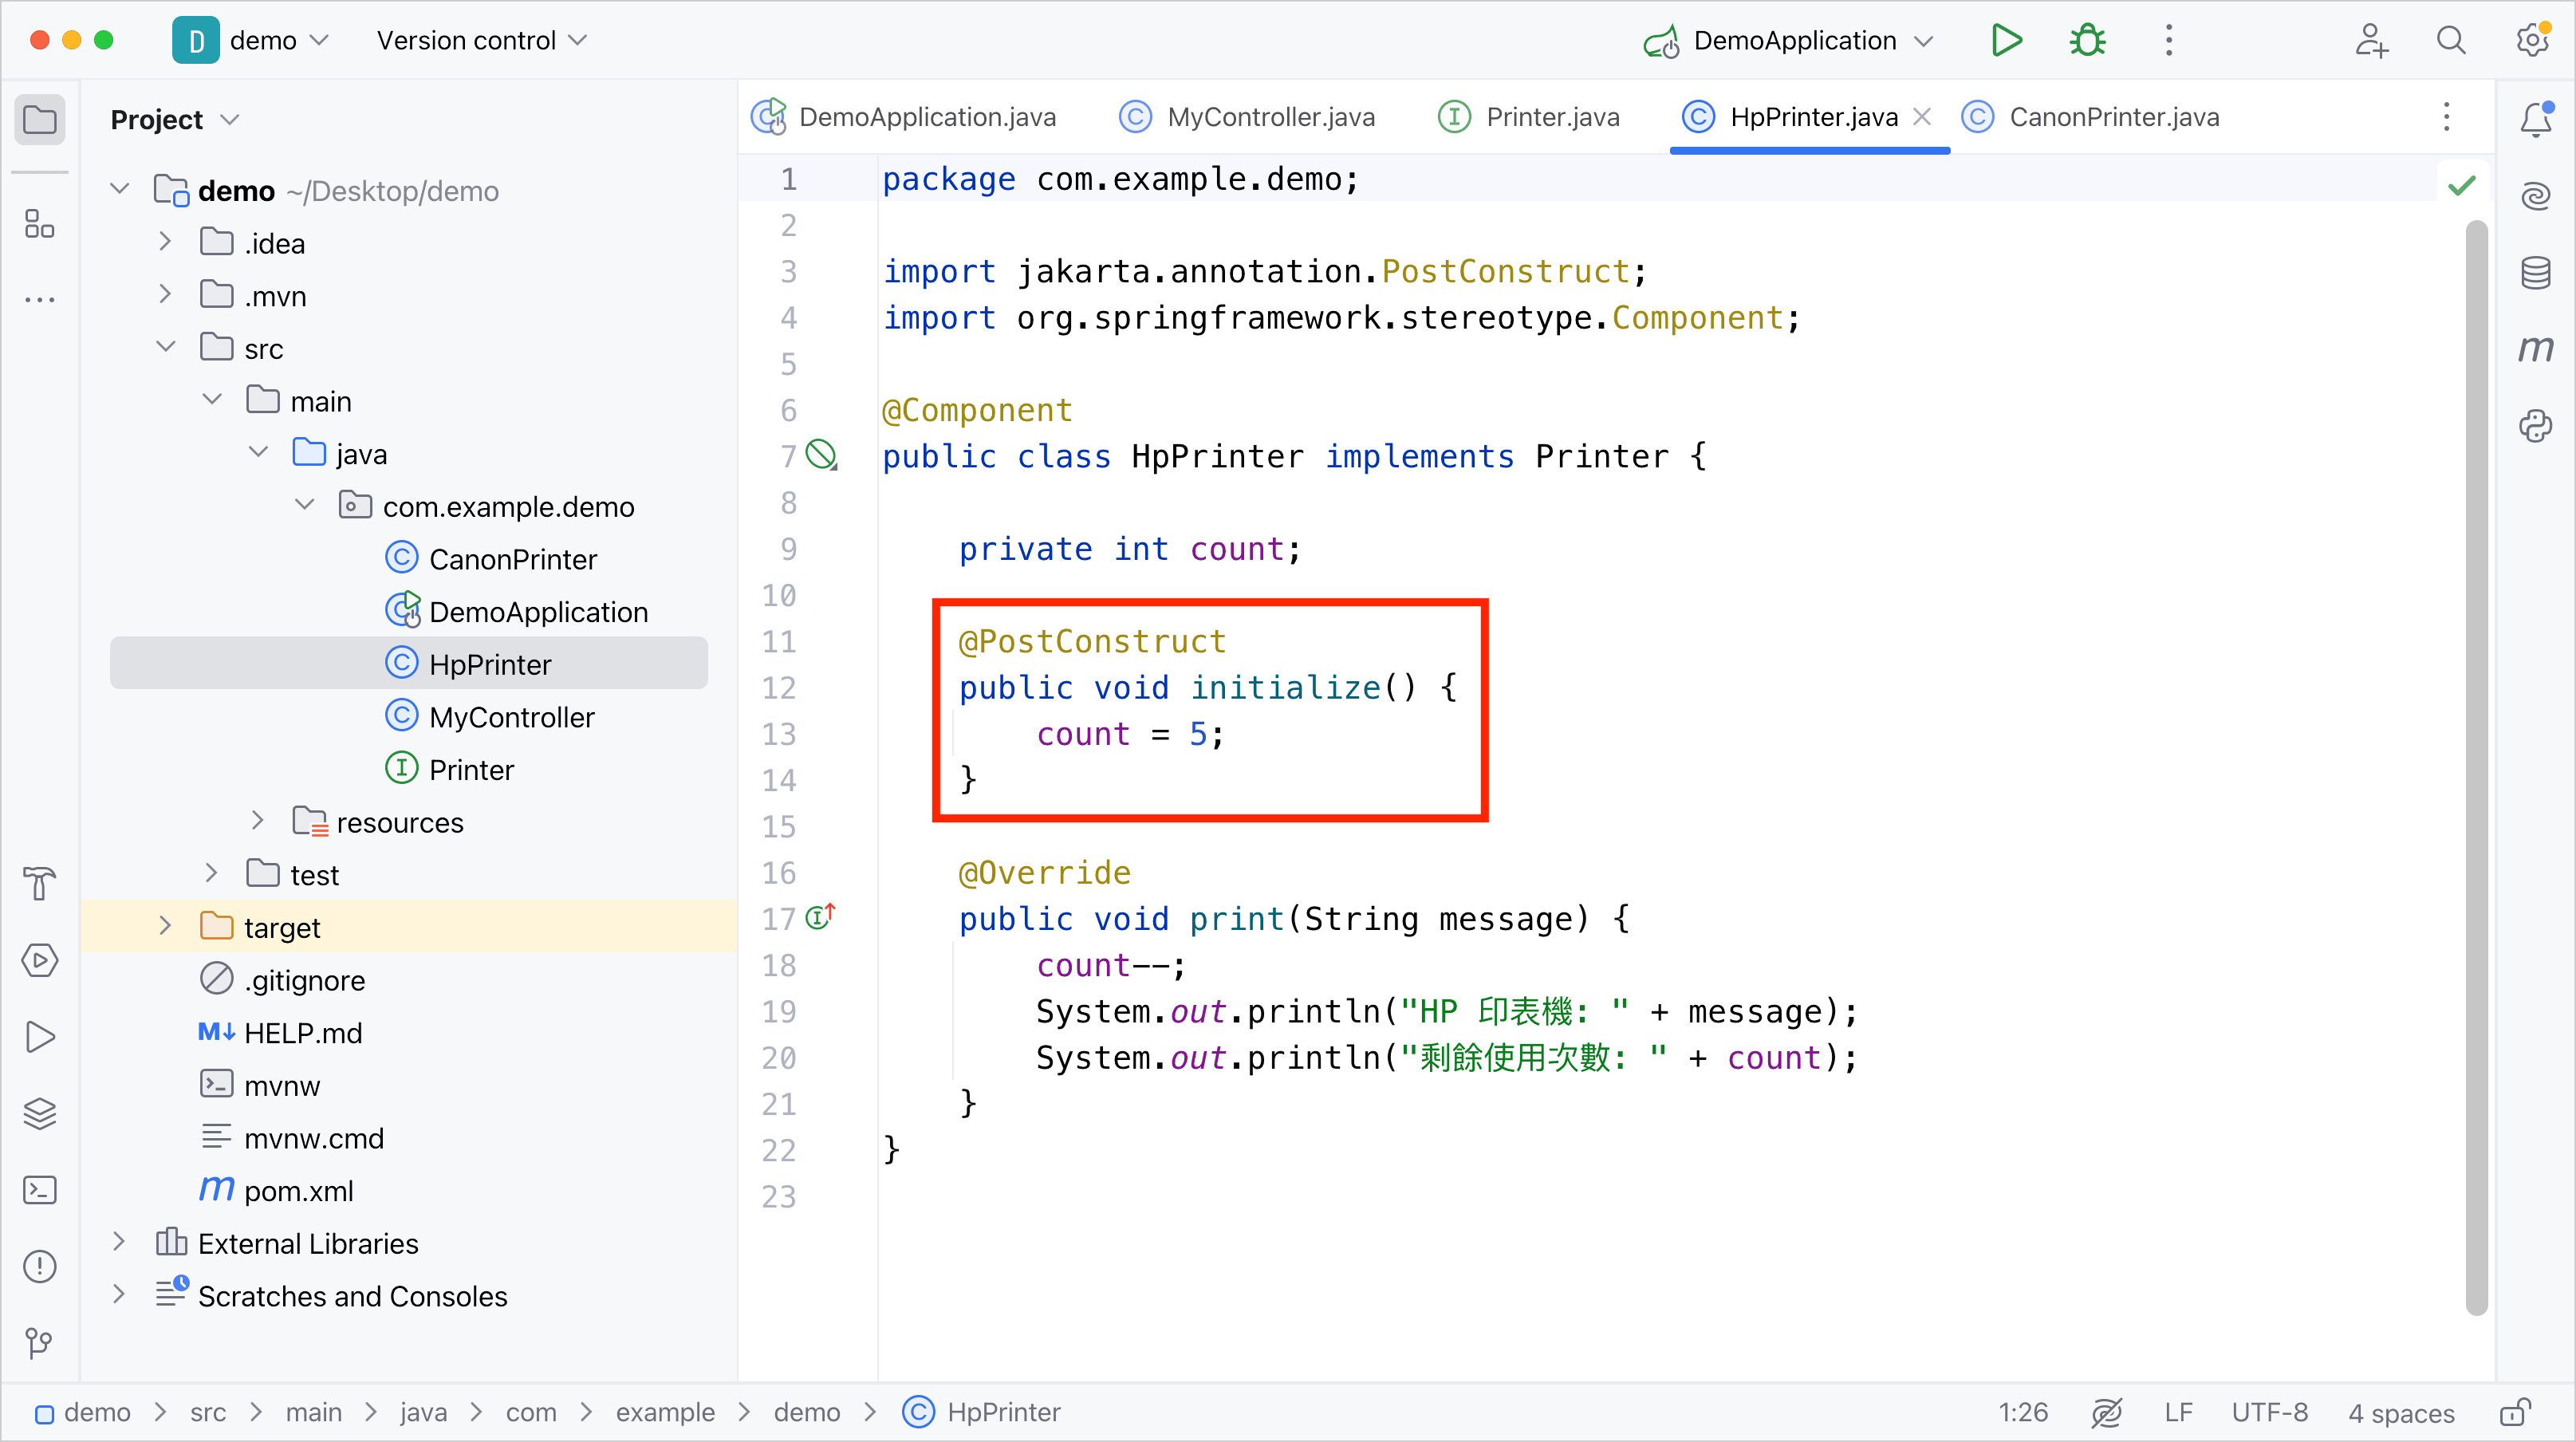 D demo Version control DemoApplication
Project
demo ~/Desktop/demo
.idea
.mvn
src
main
java
com.example.demo
CanonPrinter
DemoApplication
HpPrinter
MyController
Printer
resources
test
target
.gitignore
HELP.md
mvnw
mvnw.cmd
pom.xml
External Libraries
Scratches and Consoles
DemoApplication.java MyController.java Printer.java HpPrinter.java CanonPrinter.java
1 package com.example.demo;
2
3 import jakarta.annotation.PostConstruct;
4 import org.springframework.stereotype.Component;
5
6 @Component
7 public class HpPrinter implements Printer {
8
9 private int count;
10
11 @PostConstruct
12 public void initialize() {
13 count = 5;
14 }
15
16 @Override
17 public void print(String message) {
18 count--;
19 System.out.println("HP 印表機: " + message);
20 System.out.println("剩餘使用次數: " + count);
21 }
22 }
23
demo > src > main > java > com > example > demo > HpPrinter 1:26 LF UTF-8 4 spaces